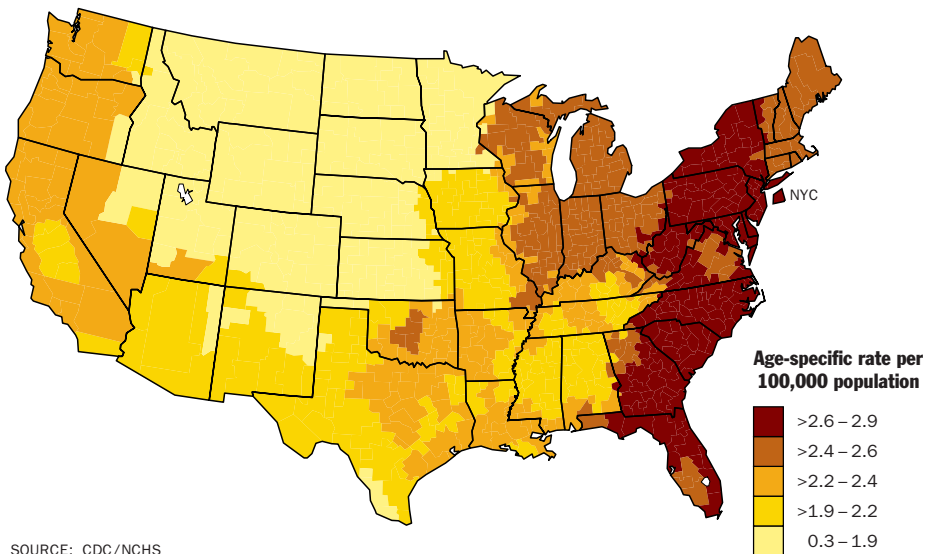 NYC
Age-specific rate per
100,000 population
>2.6 – 2.9
>2.4 – 2.6
>2.2 – 2.4
>1.9 – 2.2
0.3 – 1.9
SOURCE: CDC/NCHS